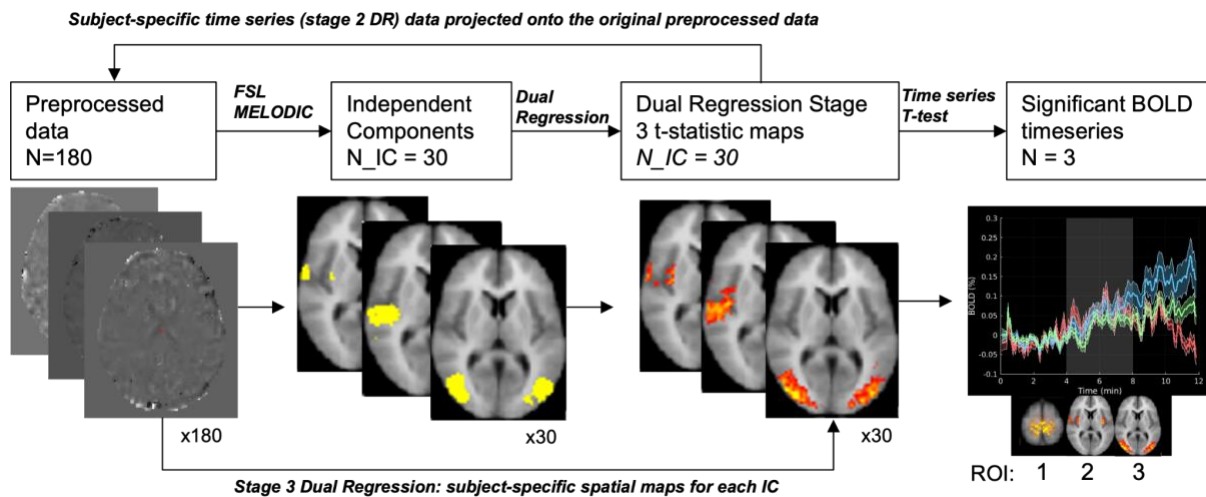 Subject-specific time series (stage 2 DR) data projected onto the original preprocessed data
Preprocessed
data
N=180
FSL
MELODIC
Independent
Components
N_IC = 30
Dual
Regression
Dual Regression Stage
3 t-statistic maps
N_IC = 30
Time series
T-test
Significant BOLD
timeseries
N = 3
x180
x30
x30
BOLD (%)
0.3
0.25
0.2
0.15
0.1
0.05
0
-0.05
-0.1
0 2 4 6 8 10 12
Time (min)
ROI: 1 2 3
Stage 3 Dual Regression: subject-specific spatial maps for each IC